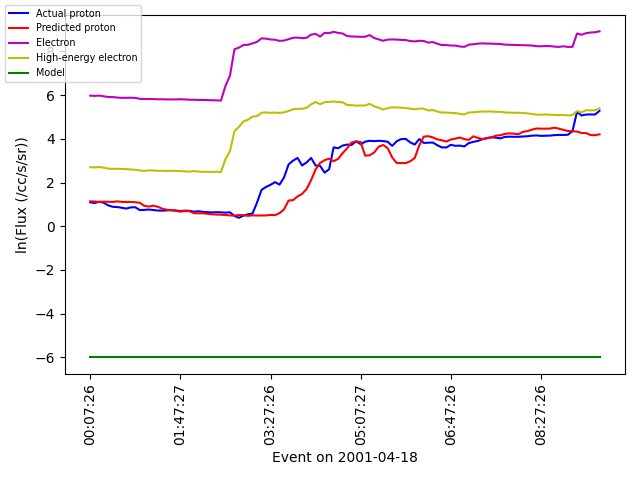 Actual proton
Predicted proton
Electron
High-energy electron
Model
8
6
4
2
0
−2
−4
−6
ln(Flux (/cc/s/sr))
00:07:26
01:47:27
03:27:26
05:07:27
06:47:26
08:27:26
Event on 2001-04-18